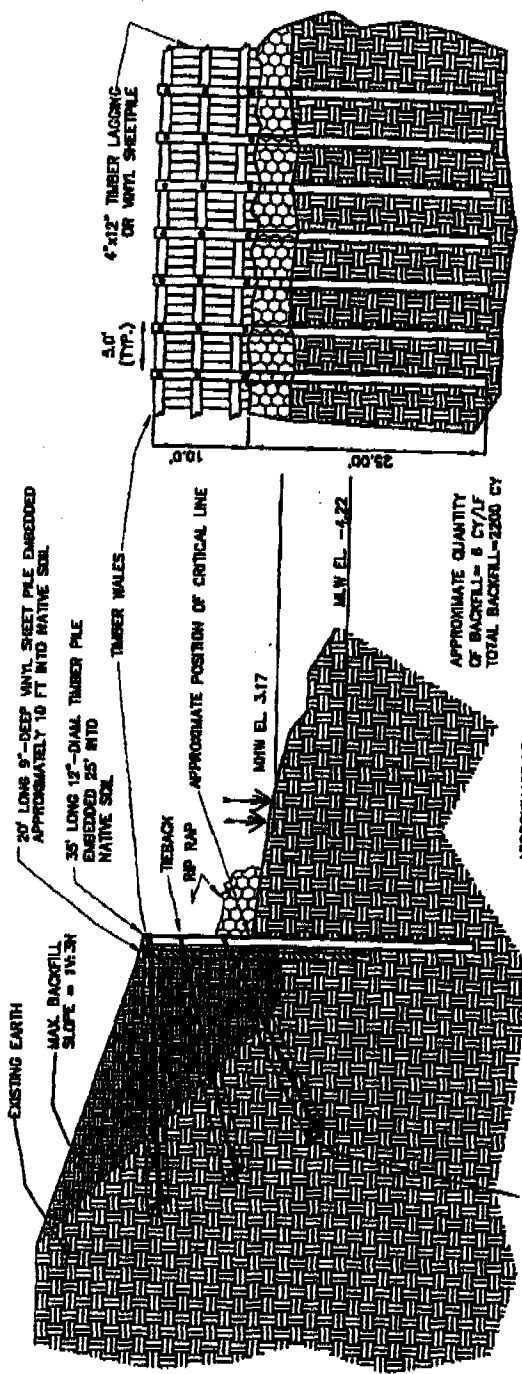 EXISTING EARTH
MAX. BACKFILL
SLOPE = 1V:3H
20' LONG 9"-DEEP VINYL SHEET PILE EMBEDDED
APPROXIMATELY 10 FT INTO NATIVE SOIL
35' LONG 12"-DIAM. TIMBER PILE
EMBEDDED 25' INTO
NATIVE SOIL
TIMBER WALES
TIEBACK
RIP RAP
APPROXIMATE POSITION OF CRITICAL LINE
MHW EL 3.17
MLW EL -4.22
APPROXIMATE QUANTITY
OF BACKFILL= 6 CY/LF
TOTAL BACKFILL=2200 CY
10.0'
25.00'
5.0'
(TYP.)
4"x12" TIMBER LAGGING
OR VINYL SHEETPILE